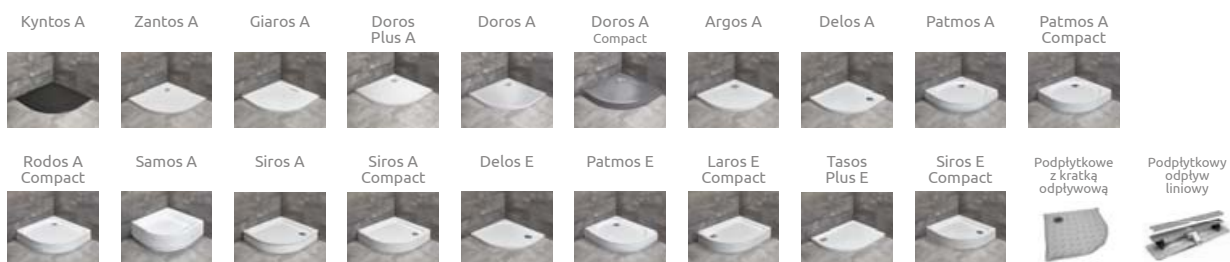 Kyntos A
Zantos A
Giaros A
Doros
Plus A
Doros A
Doros A
Compact
Argos A
Delos A
Patmos A
Patmos A
Compact
Rodos A
Compact
Samos A
Siros A
Siros A
Compact
Delos E
Patmos E
Laros E
Compact
Tasos
Plus E
Siros E
Compact
Podpłytkowe
z kratką
odpływową
Podpłytkowy
odpływ
liniowy